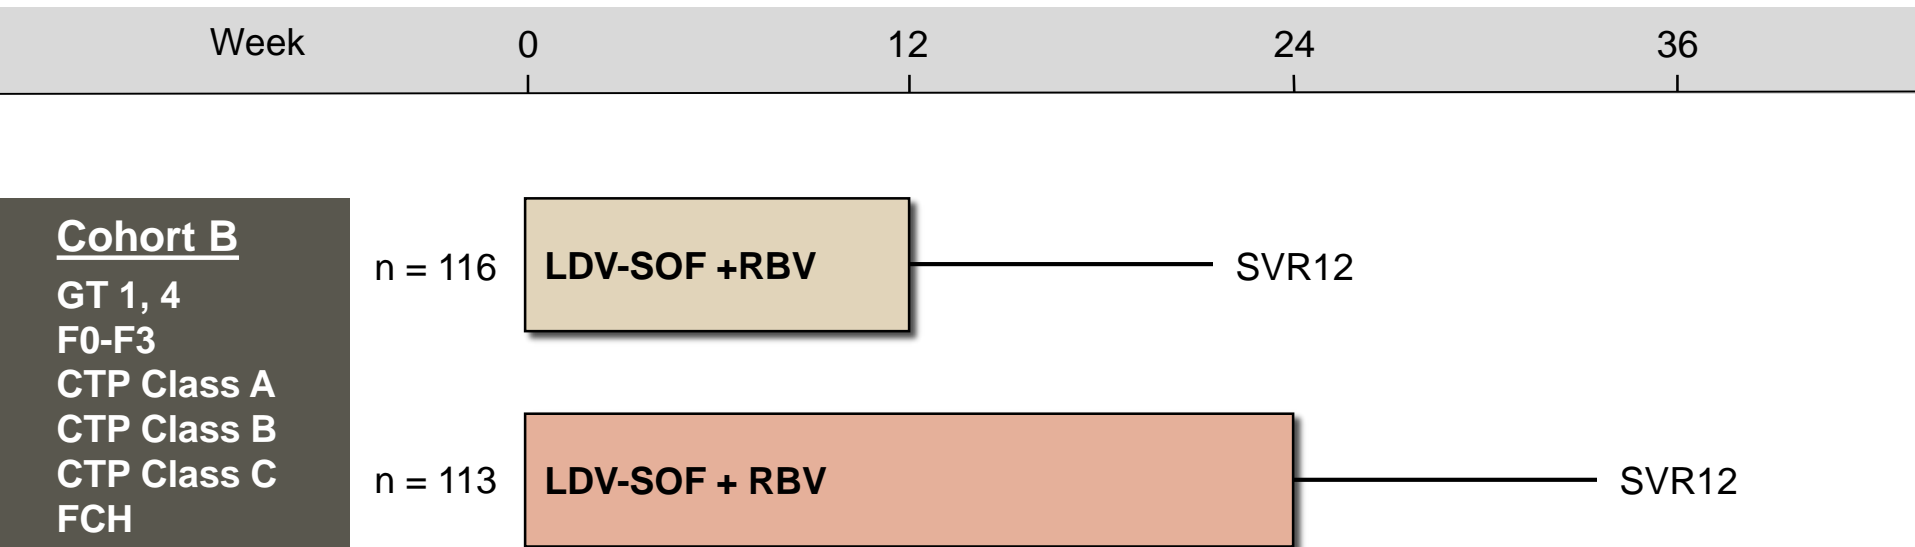 Week 0 12 24 36
Cohort B
GT 1, 4
F0-F3
CTP Class A
CTP Class B
CTP Class C
FCH
n = 116 LDV-SOF +RBV SVR12
n = 113 LDV-SOF + RBV SVR12